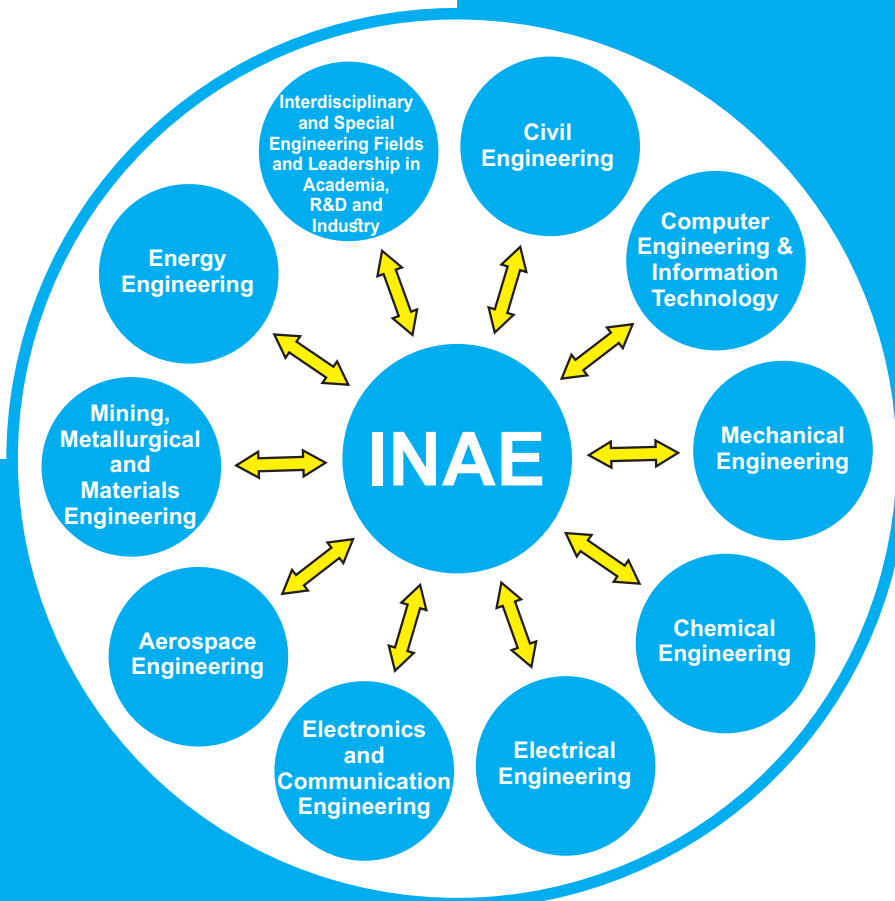 Interdisciplinary
and Special
Engineering Fields
and Leadership in
Academia,
R&D and
Industry
Civil
Engineering
Computer
Engineering &
Information
Technology
Mechanical
Engineering
Chemical
Engineering
Electrical
Engineering
Electronics
and
Communication
Engineering
Aerospace
Engineering
Mining,
Metallurgical
and
Materials
Engineering
Energy
Engineering
INAE